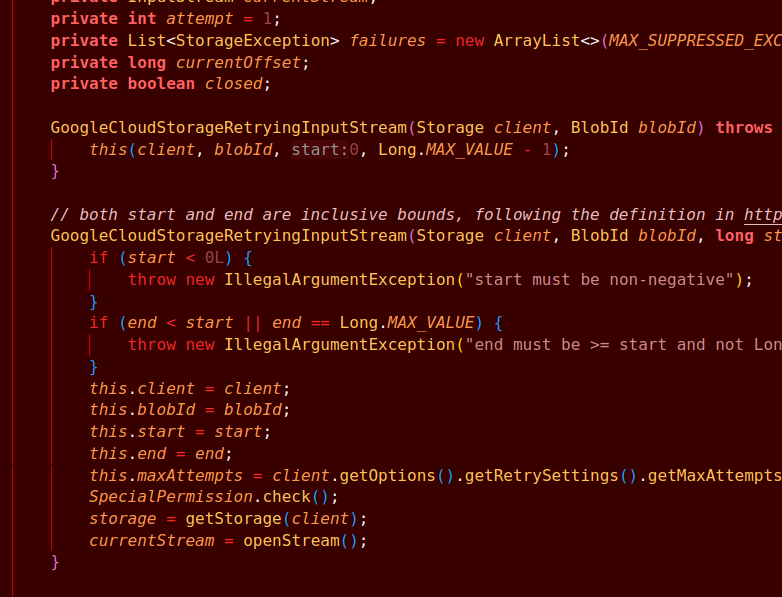 private InputStream currentStream;
private int attempt = 1;
private List<StorageException> failures = new ArrayList<>(MAX_SUPPRESSED_EXC
private long currentOffset;
private boolean closed;
GoogleCloudStorageRetryingInputStream(Storage client, BlobId blobId) throws
this(client, blobId, start:0, Long.MAX_VALUE - 1);
}
// both start and end are inclusive bounds, following the definition in http
GoogleCloudStorageRetryingInputStream(Storage client, BlobId blobId, long st
if (start < 0L) {
throw new IllegalArgumentException("start must be non-negative");
}
if (end < start || end == Long.MAX_VALUE) {
throw new IllegalArgumentException("end must be >= start and not Lon
}
this.client = client;
this.blobId = blobId;
this.start = start;
this.end = end;
this.maxAttempts = client.getOptions().getRetrySettings().getMaxAttempts
SpecialPermission.check();
storage = getStorage(client);
currentStream = openStream();
}